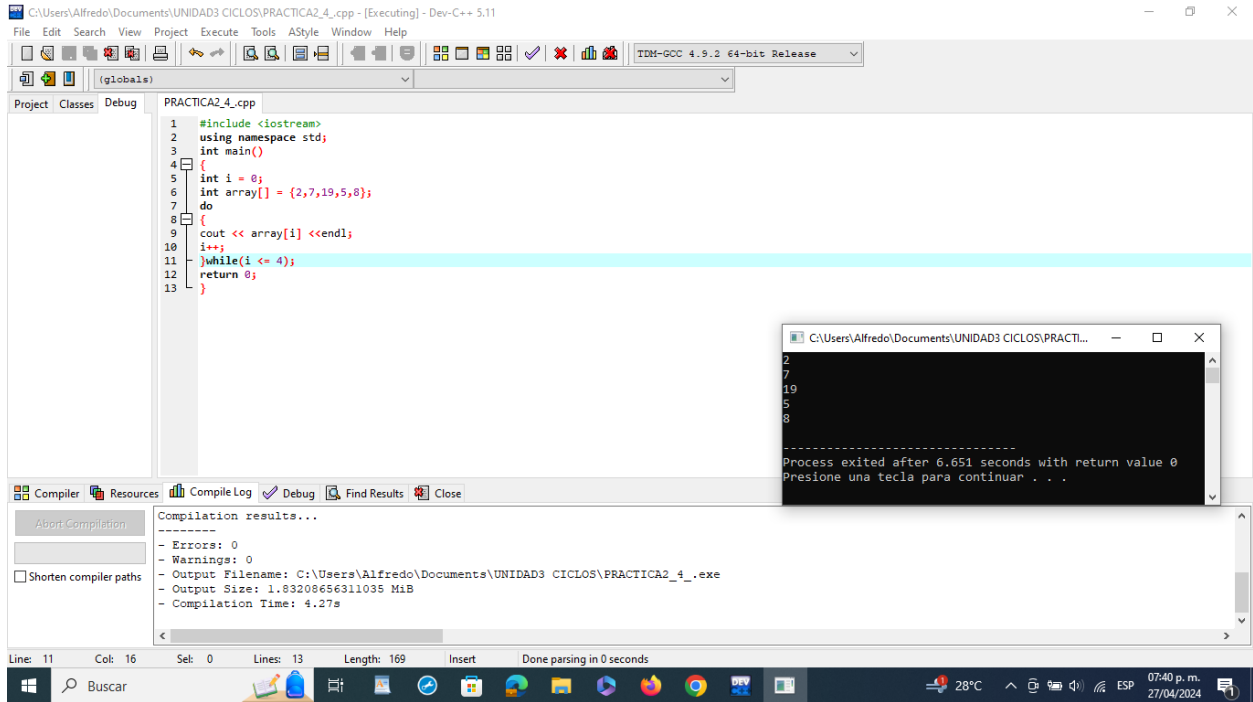 C:\Users\Alfredo\Documents\UNIDAD3 CICLOS\PRACTICA2_4_.cpp - [Executing] - Dev-C++ 5.11
File Edit Search View Project Execute Tools AStyle Window Help
TDM-GCC 4.9.2 64-bit Release
(globals)
Project Classes Debug PRACTICA2_4_.cpp
1 #include <iostream>
2 using namespace std;
3 int main()
4 {
5 int i = 0;
6 int array[] = {2,7,19,5,8};
7 do
8 {
9 cout << array[i] <<endl;
10 i++;
11 }while(i <= 4);
12 return 0;
13 }
C:\Users\Alfredo\Documents\UNIDAD3 CICLOS\PRACTI...
2
7
19
5
8
--------------------------------
Process exited after 6.651 seconds with return value 0
Presione una tecla para continuar . . .
Compiler Resources Compile Log Debug Find Results Close
Abort Compilation
Shorten compiler paths
Compilation results...
--------
- Errors: 0
- Warnings: 0
- Output Filename: C:\Users\Alfredo\Documents\UNIDAD3 CICLOS\PRACTICA2_4_.exe
- Output Size: 1.83208656311035 MiB
- Compilation Time: 4.27s
Line: 11 Col: 16 Sel: 0 Lines: 13 Length: 169 Insert Done parsing in 0 seconds
Buscar
DEV
28°C
ESP
07:40 p. m.
27/04/2024
1